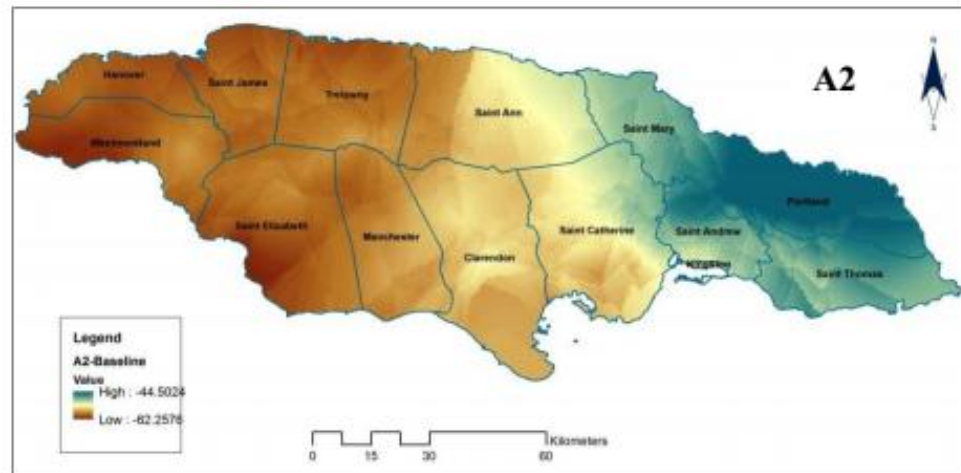 N
A2
S
Hanover
Saint James
Trelawny
Saint Ann
Saint Mary
Westmoreland
Portland
Saint Elizabeth
Manchester
Clarendon
Saint Catherine
Saint Andrew
Kingston
Saint Thomas
Legend
A2-Baseline
Value
High : -44.5024
Low : -62.2576
Kilometers
0 15 30 60